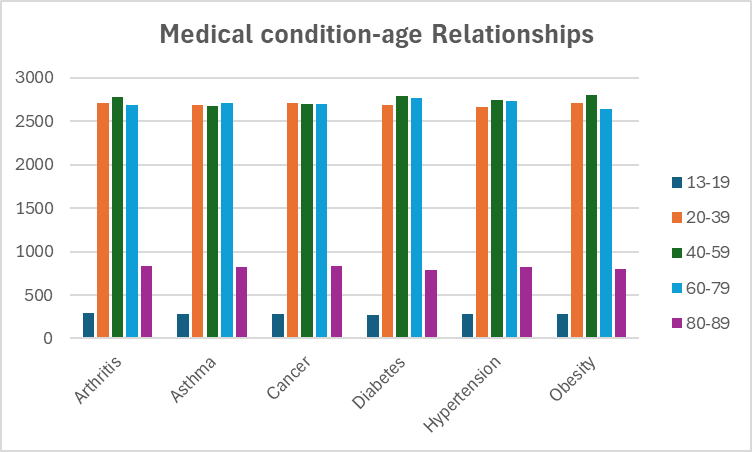 Medical condition-age Relationships
3000
2500
2000
1500
1000
500
0
Arthritis
Asthma
Cancer
Diabetes
Hypertension
Obesity
13-19
20-39
40-59
60-79
80-89